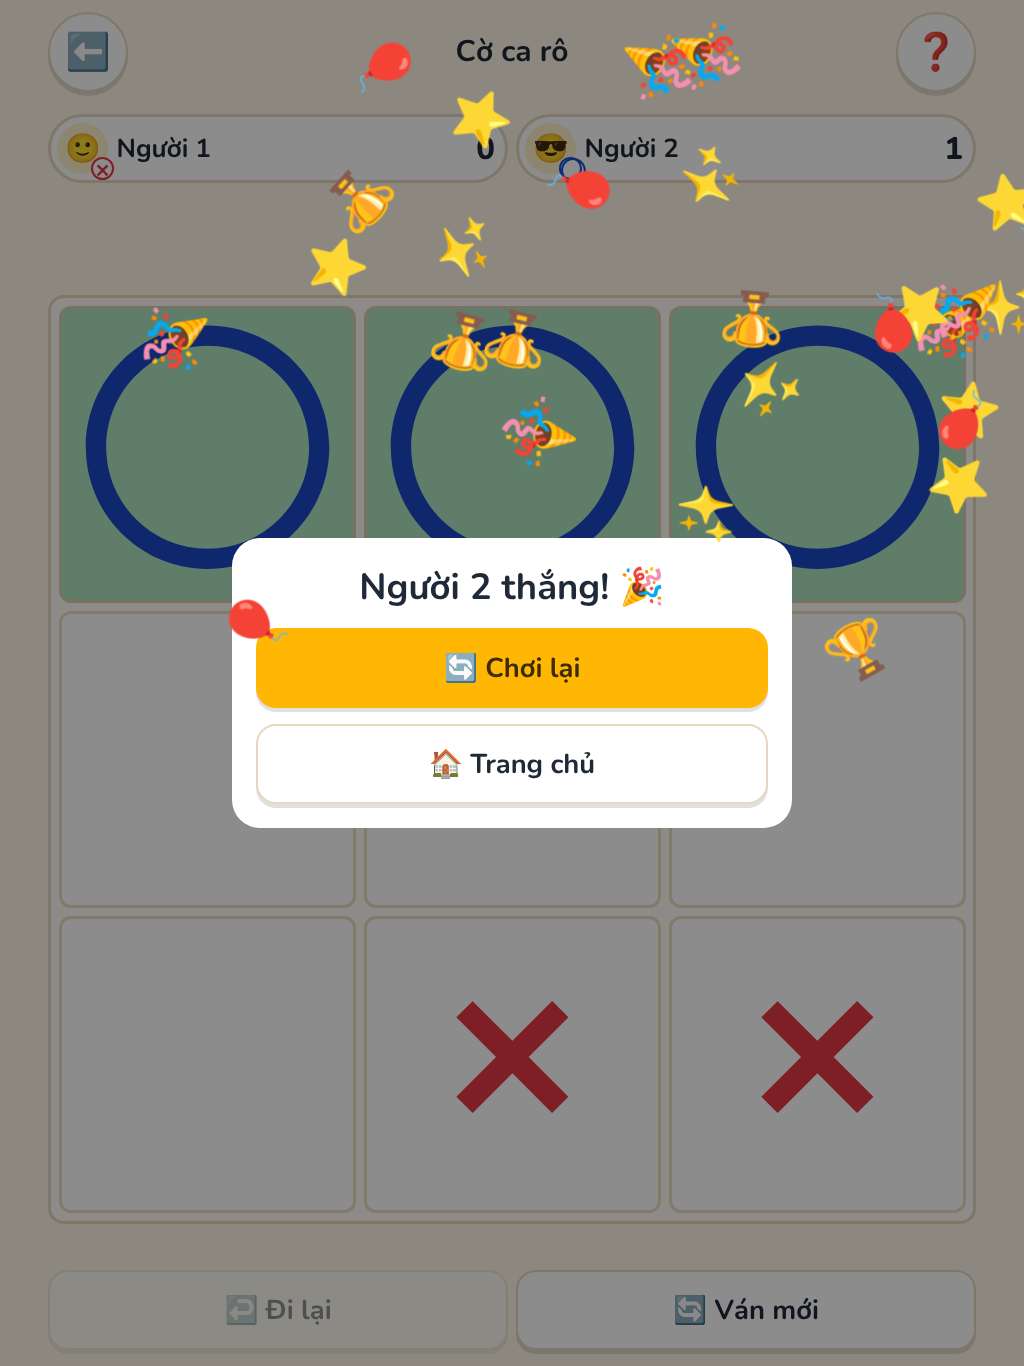 Cờ ca rô
Người 1
0
Người 2
1
Người 2 thắng!
Chơi lại
Trang chủ
Đi lại
Ván mới